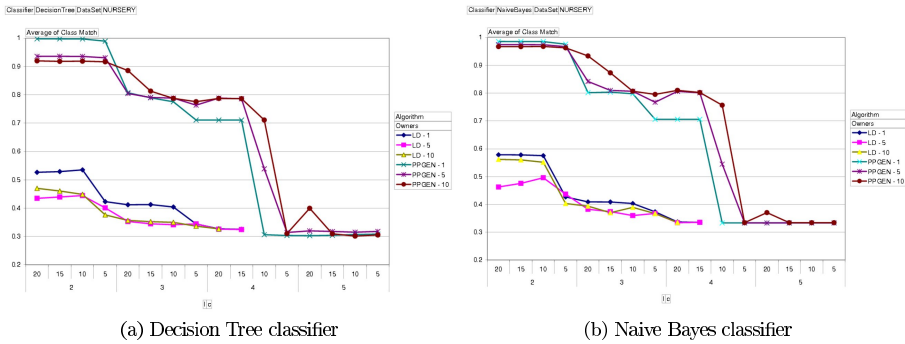 Classifier DecisionTree DataSet NURSERY
Average of Class Match
1
0.9
0.8
0.7
0.6
0.5
0.4
0.3
0.2
20 15 10 5 20 15 10 5 20 15 10 5 20 15 10 5
2 3 4 5
l c
Algorithm
Owners
LD - 1
LD - 5
LD - 10
PPGEN - 1
PPGEN - 5
PPGEN - 10
(a) Decision Tree classifier
Classifier NaiveBayes DataSet NURSERY
Average of Class Match
1
0.9
0.8
0.7
0.6
0.5
0.4
0.3
0.2
20 15 10 5 20 15 10 5 20 15 10 5 20 15 10 5
2 3 4 5
l c
Algorithm
Owners
LD - 1
LD - 5
LD - 10
PPGEN - 1
PPGEN - 5
PPGEN - 10
(b) Naive Bayes classifier